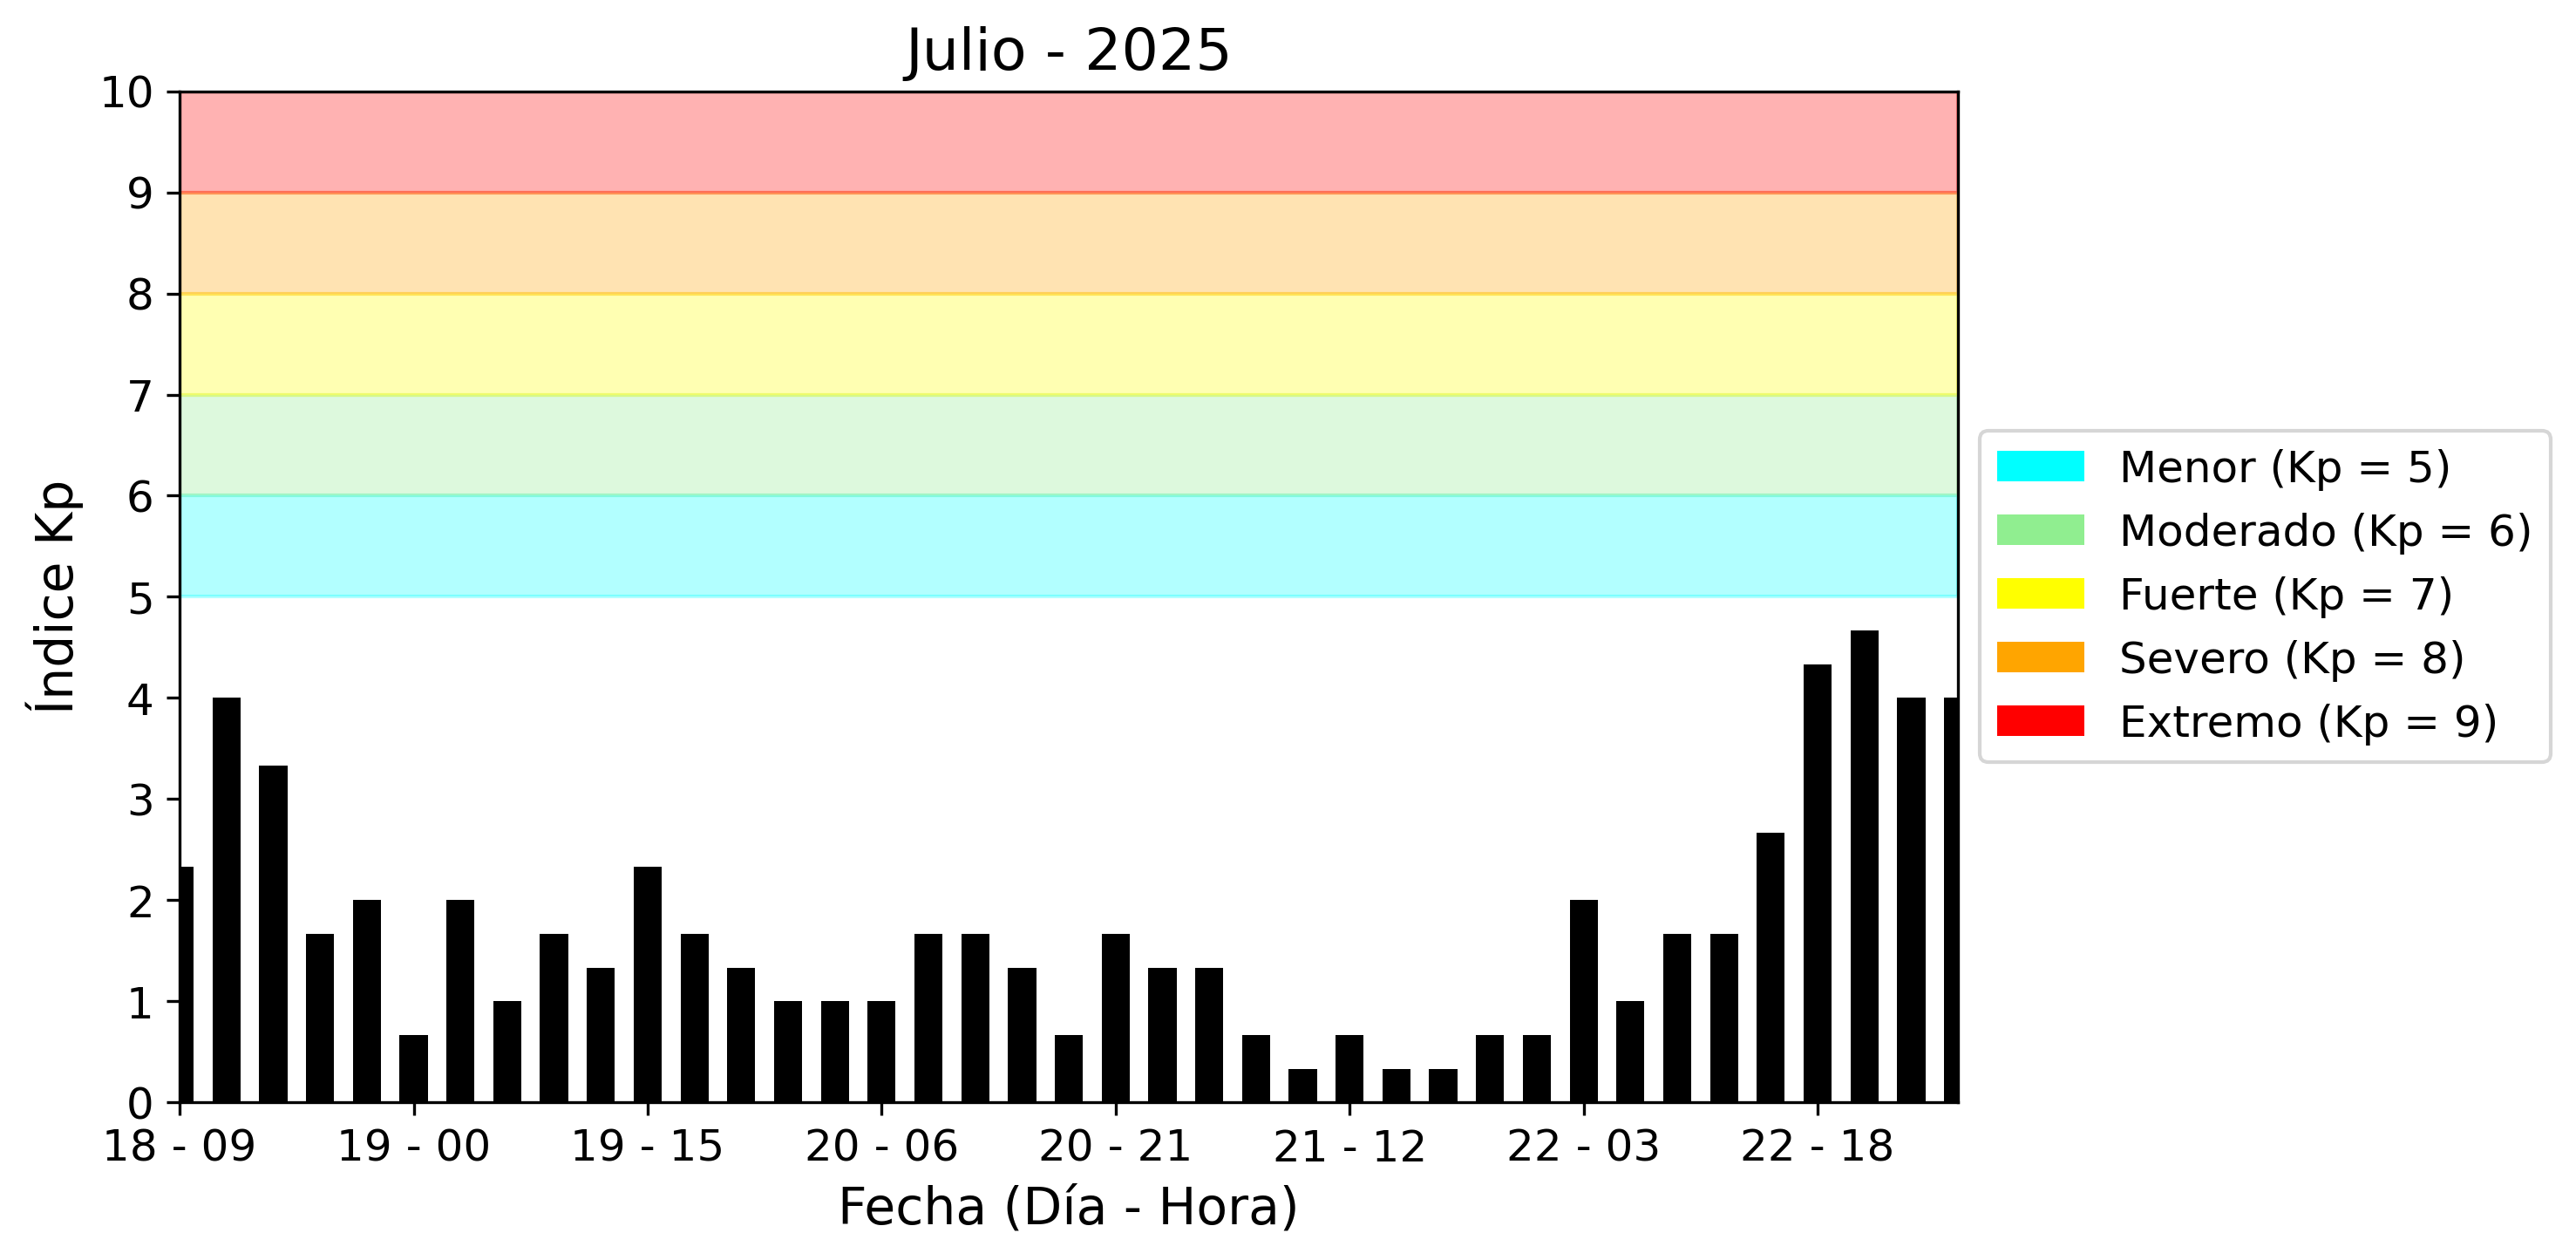 Julio - 2025
10
9
8
7
6
5
4
3
2
1
0
Índice Kp
18 - 09 19 - 00 19 - 15 20 - 06 20 - 21 21 - 12 22 - 03 22 - 18
Fecha (Día - Hora)
Menor (Kp = 5)
Moderado (Kp = 6)
Fuerte (Kp = 7)
Severo (Kp = 8)
Extremo (Kp = 9)